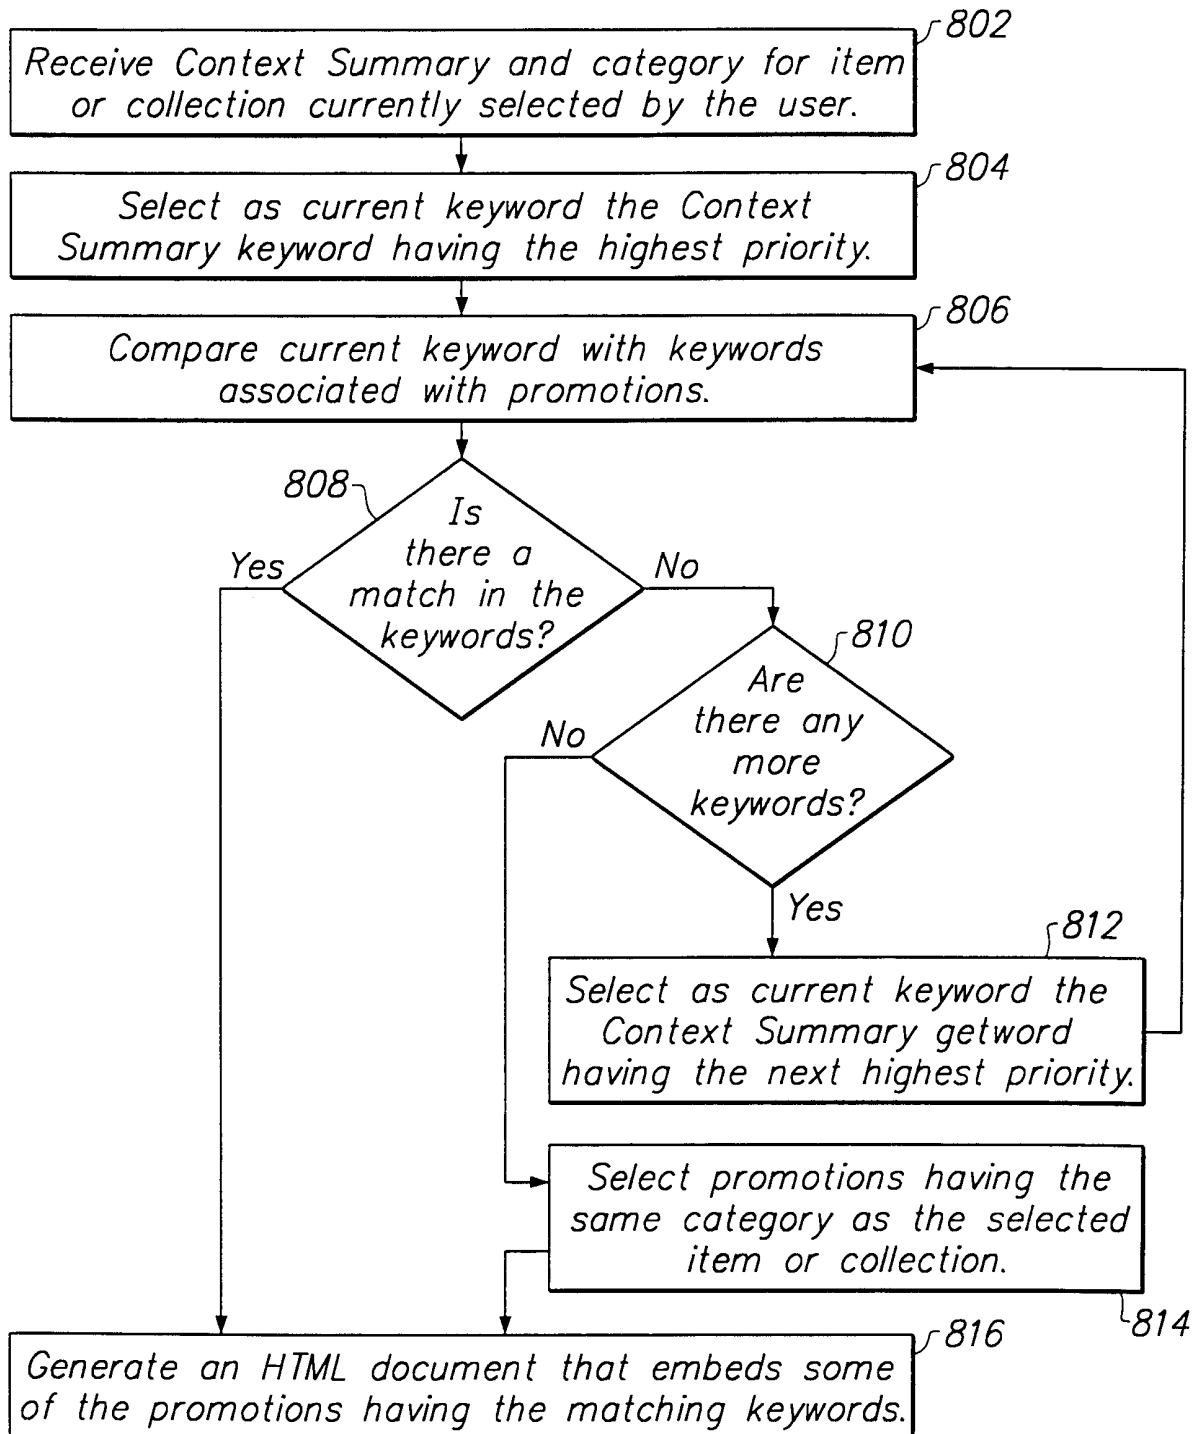 802
Receive Context Summary and category for item
or collection currently selected by the user.
804
Select as current keyword the Context
Summary keyword having the highest priority.
806
Compare current keyword with keywords
associated with promotions.
808
Is
there a
match in the
keywords?
Yes
No
810
Are
there any
more
keywords?
No
Yes
812
Select as current keyword the
Context Summary getword
having the next highest priority.
Select promotions having the
same category as the selected
item or collection.
814
816
Generate an HTML document that embeds some
of the promotions having the matching keywords.